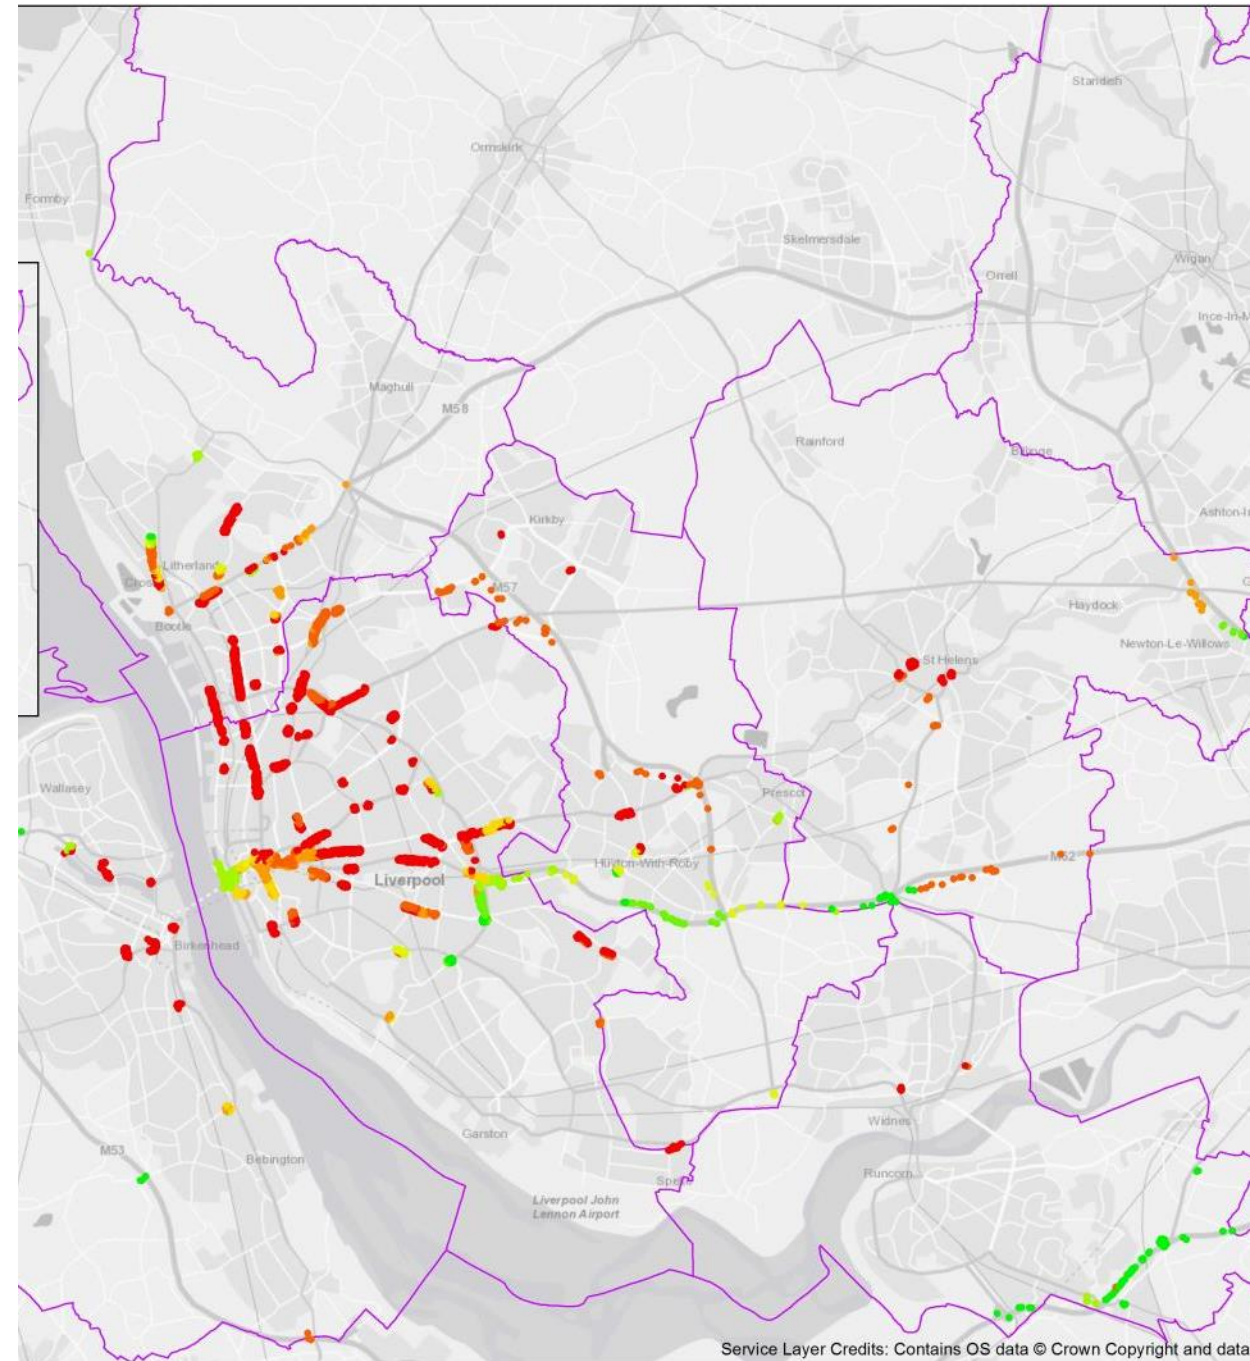 Standish
Ormskirk
Formby
Skelmersdale
Wigan
Orrell
Ince-In-M
Maghull
M58
Rainford
Billinge
Ashton-In
Kirkby
Litherland
M57
Crosby
Haydock
G
Bootle
Newton-Le-Willows
St Helens
Wallasey
Prescot
M62
Huyton-With-Roby
Liverpool
Birkenhead
Widnes
Garston
M53
Bebington
Runcorn
Speke
Liverpool John
Lennon Airport
Service Layer Credits: Contains OS data © Crown Copyright and data